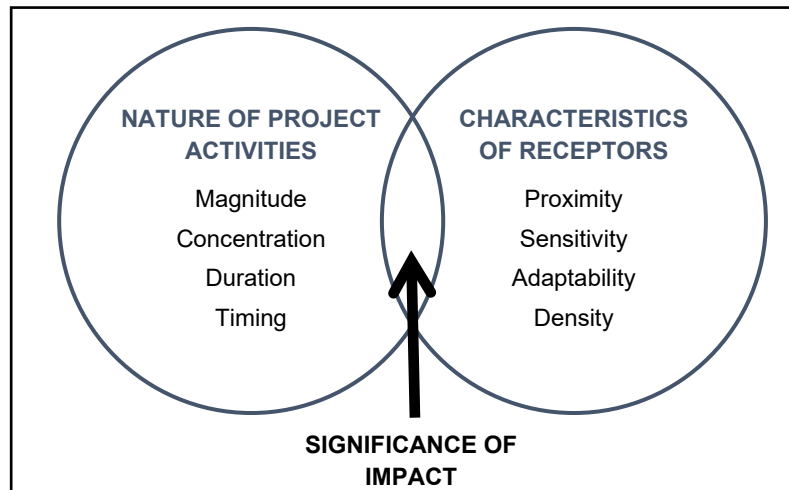 NATURE OF PROJECT
ACTIVITIES
Magnitude
Concentration
Duration
Timing
CHARACTERISTICS
OF RECEPTORS
Proximity
Sensitivity
Adaptability
Density
SIGNIFICANCE OF
IMPACT